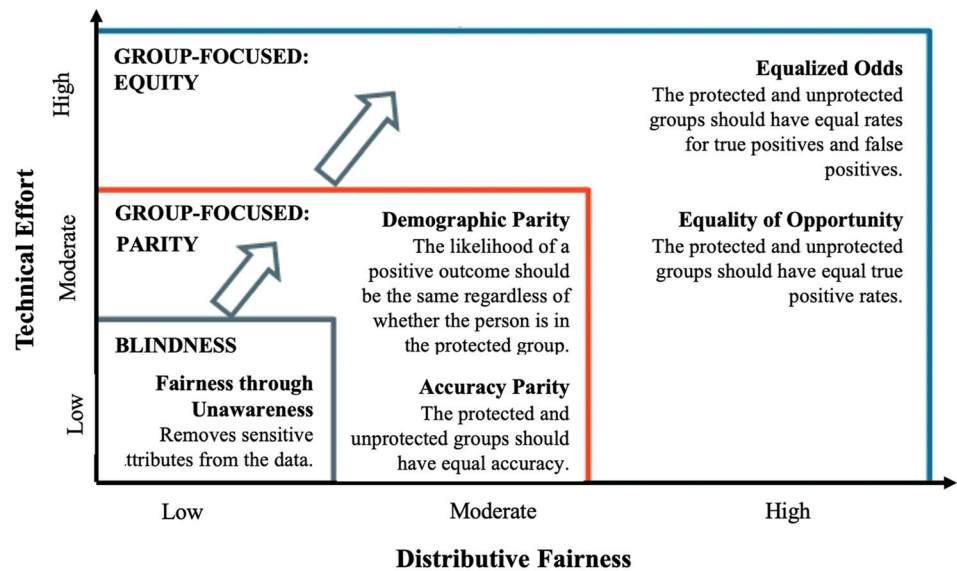 GROUP-FOCUSED:
EQUITY
Equalized Odds
The protected and unprotected
groups should have equal rates
for true positives and false
positives.
GROUP-FOCUSED:
PARITY
Demographic Parity
The likelihood of a
positive outcome should
be the same regardless of
whether the person is in
the protected group.
Equality of Opportunity
The protected and unprotected
groups should have equal true
positive rates.
BLINDNESS
Fairness through
Unawareness
Removes sensitive
.ttributes from the data.
Accuracy Parity
The protected and
unprotected groups should
have equal accuracy.
Technical Effort
High
Moderate
Low
Low
Moderate
High
Distributive Fairness